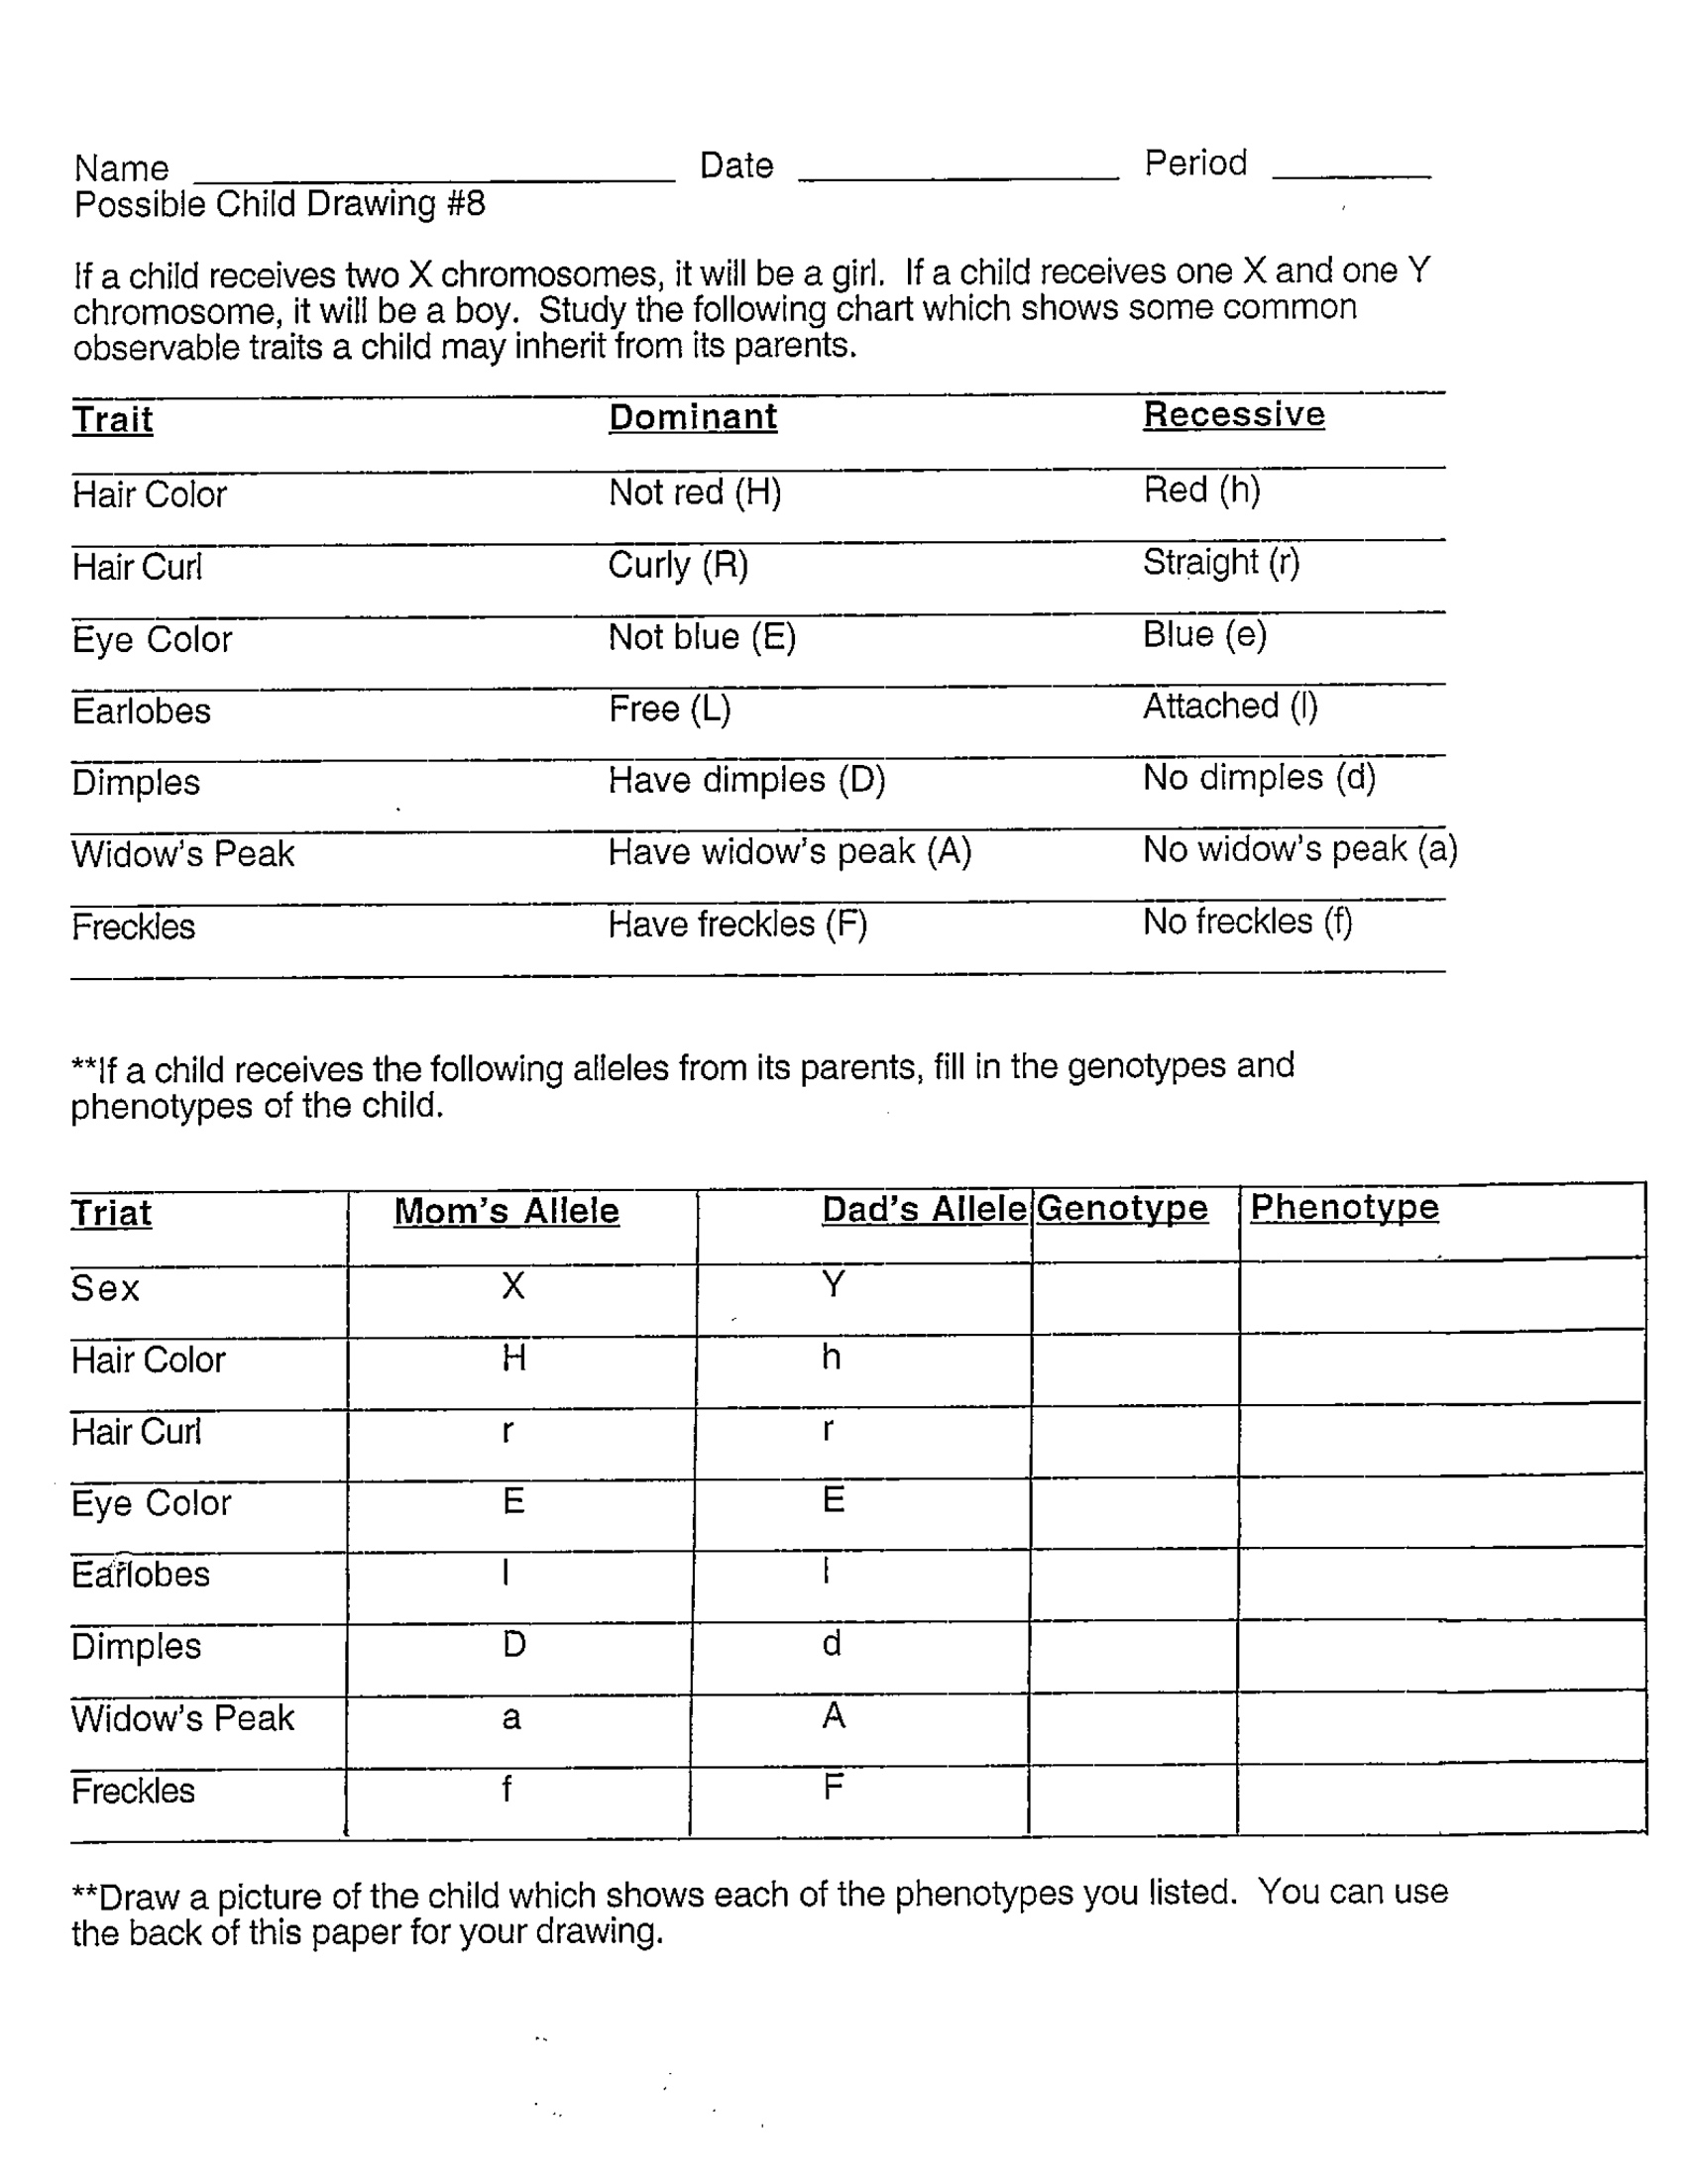 Name ____________ Date ____________ Period ______
Possible Child Drawing #8
If a child receives two X chromosomes, it will be a girl. If a child receives one X and one Y
chromosome, it will be a boy. Study the following chart which shows some common
observable traits a child may inherit from its parents.
Trait Dominant Recessive
Hair Color Not red (H) Red (h)
Hair Curl Curly (R) Straight (r)
Eye Color Not blue (E) Blue (e)
Earlobes Free (L) Attached (l)
Dimples Have dimples (D) No dimples (d)
Widow's Peak Have widow's peak (A) No widow's peak (a)
Freckles Have freckles (F) No freckles (f)
**If a child receives the following alleles from its parents, fill in the genotypes and
phenotypes of the child.
Triat Mom's Allele Dad's Allele Genotype Phenotype
Sex X Y
Hair Color H h
Hair Curl r r
Eye Color E E
Earlobes l l
Dimples D d
Widow's Peak a A
Freckles f F
**Draw a picture of the child which shows each of the phenotypes you listed. You can use
the back of this paper for your drawing.